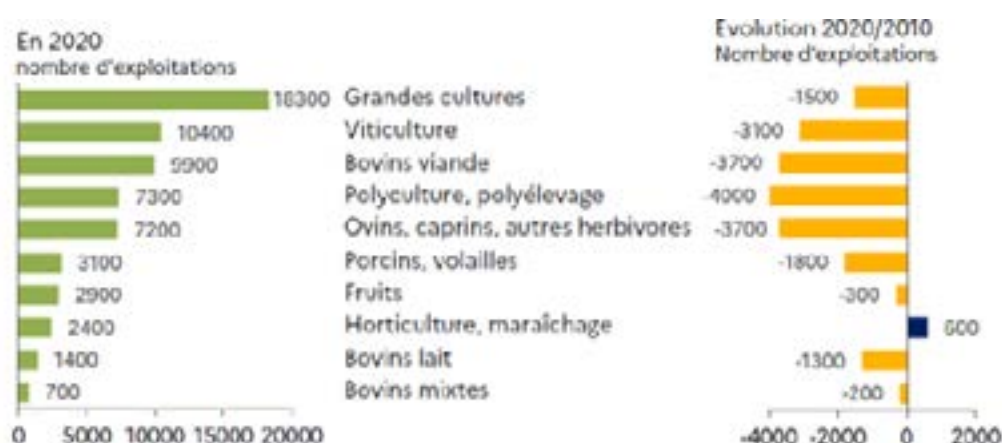 En 2020
nombre d'exploitations
Evolution 2020/2010
Nombre d'exploitations
18300 Grandes cultures -1500
10400 Viticulture -3100
9900 Bovins viande -3700
7300 Polyculture, polyélevage -4000
7200 Ovins, caprins, autres herbivores -3700
3100 Porcins, volailles -1800
2900 Fruits -300
2400 Horticulture, maraîchage 600
1400 Bovins lait -1300
700 Bovins mixtes -200
0 5000 10000 15000 20000 -4000 -2000 0 2000